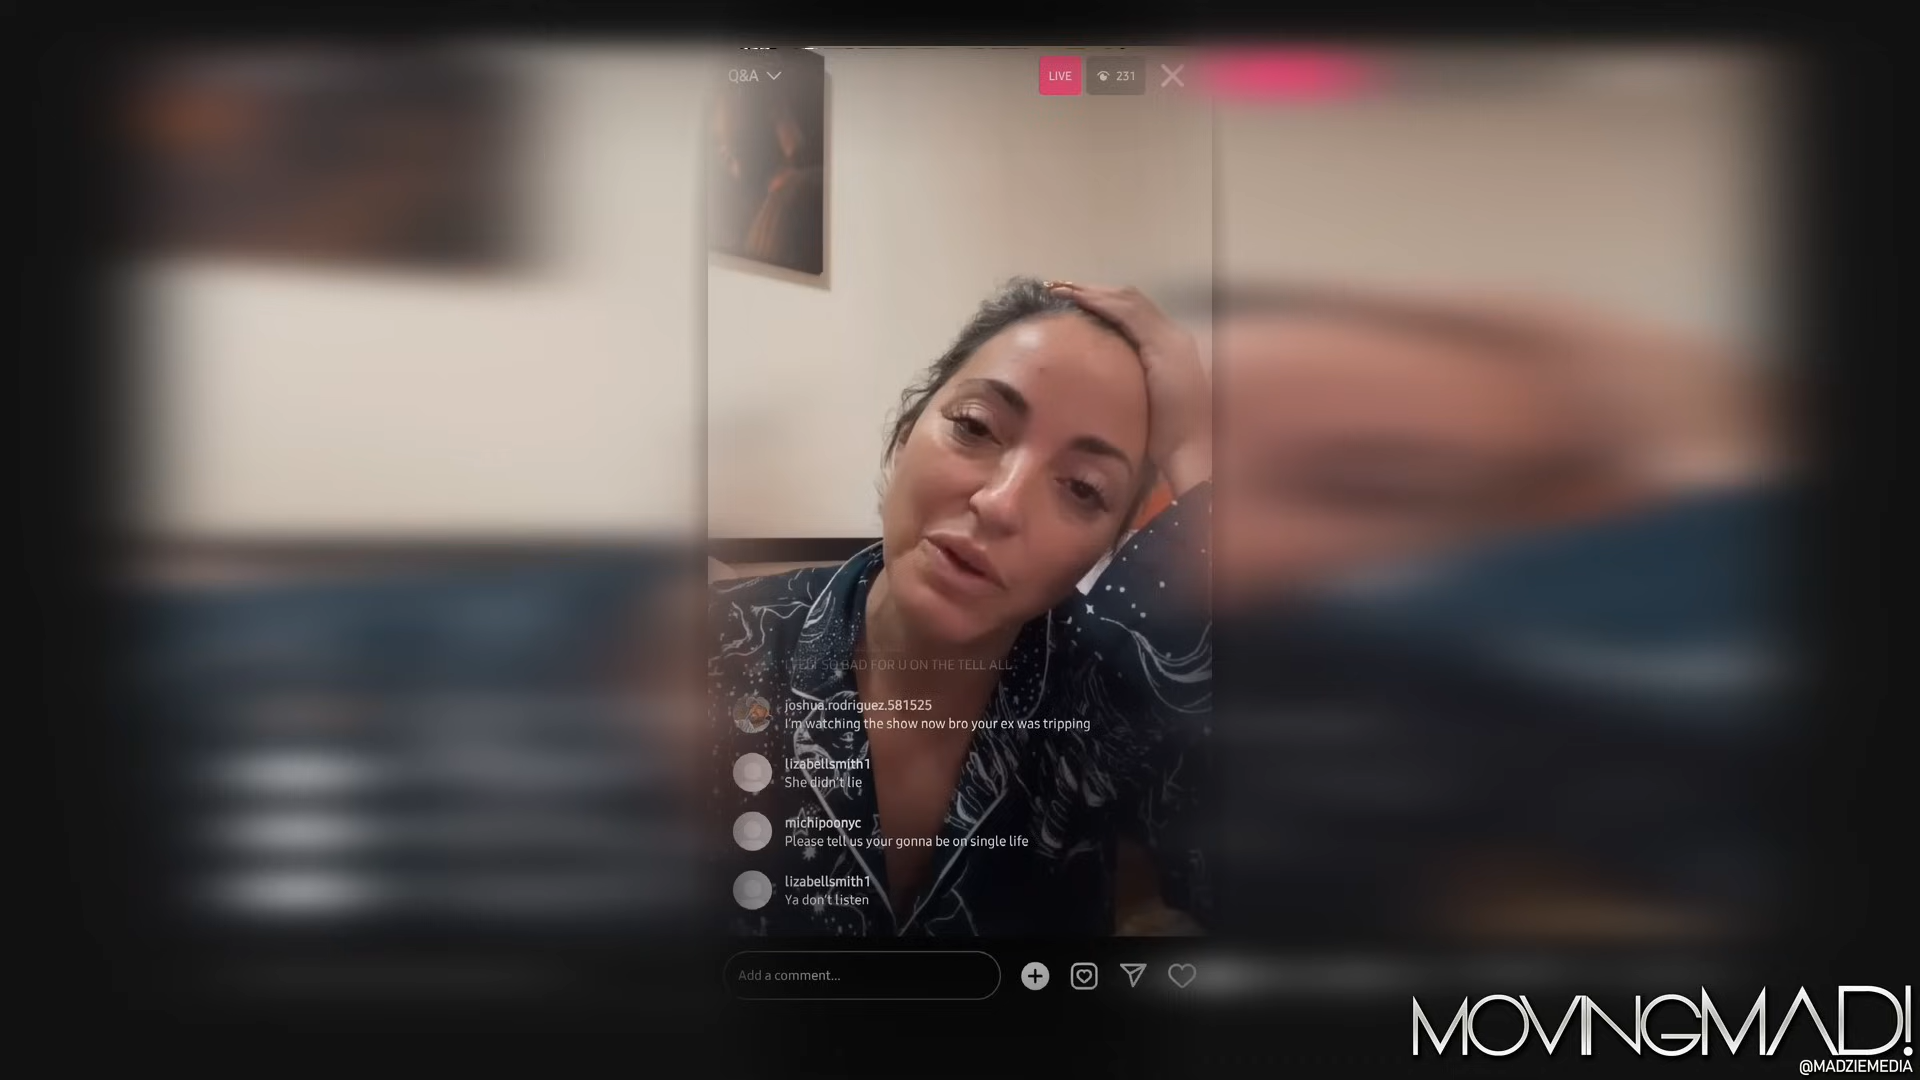 Q&A
LIVE
231
I FELT SO BAD FOR U ON THE TELL ALL
joshua.rodriguez.581525
I'm watching the show now bro your ex was tripping
lizabellsmith1
She didn't lie
michipoonyc
Please tell us your gonna be on single life
lizabellsmith1
Ya don't listen
Add a comment...
MOVINGMAD!
@MADZIEMEDIA